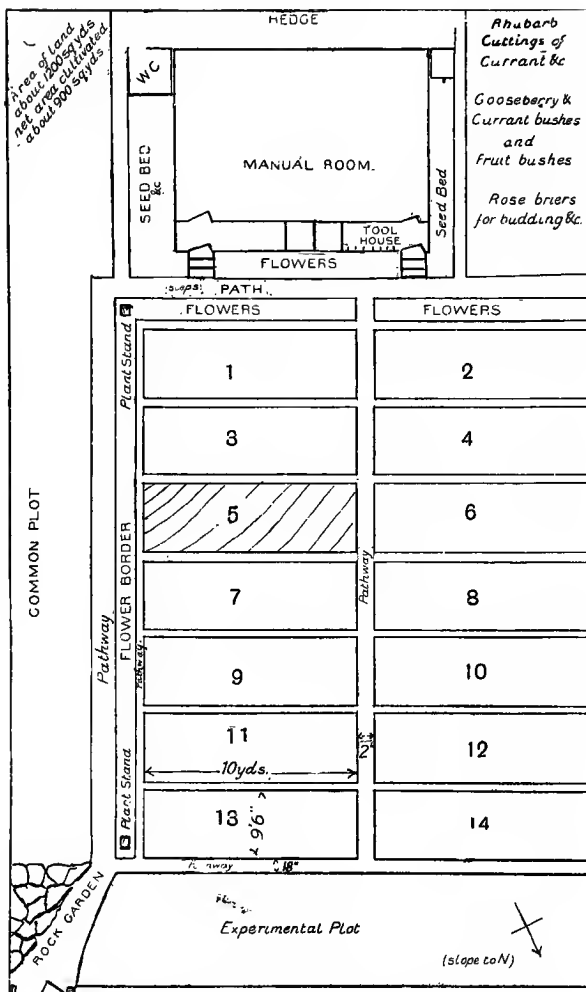 HEDGE
Area of land
about 1200 sq yds
net area cultivated
about 900 sq yds
WC
SEED BED
&c
MANUAL ROOM.
Seed Bed
TOOL
HOUSE
FLOWERS
Rhubarb
Cuttings of
Currant &c
Gooseberry &
Currant bushes
and
Fruit bushes
Rose briers
for budding &c.
steps
PATH
FLOWERS
FLOWERS
Plant Stand
COMMON PLOT
Pathway
FLOWER BORDER
Pathway.
Pathway
1
2
3
4
5
6
7
8
9
10
11
10yds.
2'
12
Plant Stand
13
9'6"
14
Pathway
18"
ROCK GARDEN
Experimental Plot
(slope to N)